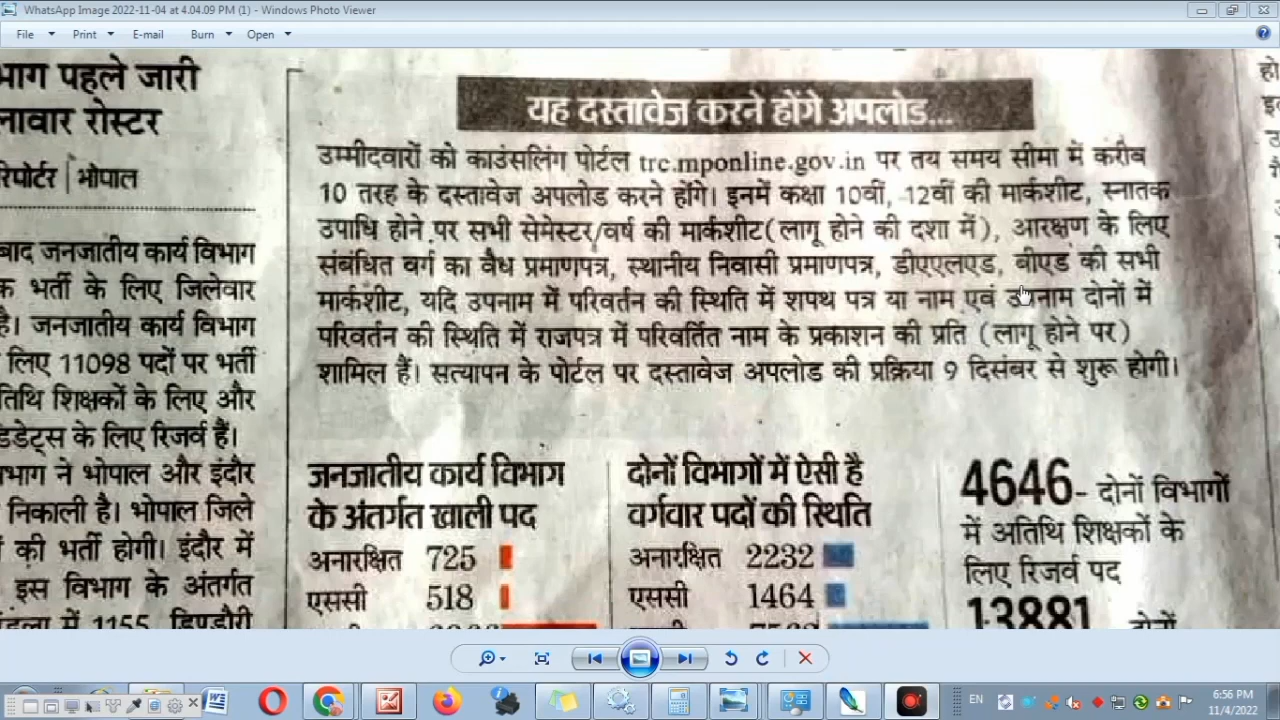 WhatsApp Image 2022-11-04 at 4.04.09 PM (1) - Windows Photo Viewer
File Print E-mail Burn Open
भाग पहले जारी
लावार रोस्टर
रिपोर्टर | भोपाल
बाद जनजातीय कार्य विभाग
क भर्ती के लिए जिलेवार
है। जनजातीय कार्य विभाग
लिए 11098 पदों पर भर्ती
तिथि शिक्षकों के लिए और
डिडेट्स के लिए रिजर्व हैं।
भाग ने भोपाल और इंदौर
निकाली है। भोपाल जिले
की भर्ती होगी। इंदौर में
इस विभाग के अंतर्गत
में 1155, डिण्डौरी
यह दस्तावेज करने होंगे अपलोड...
उम्मीदवारों को काउंसलिंग पोर्टल trc.mponline.gov.in पर तय समय सीमा में करीब
10 तरह के दस्तावेज अपलोड करने होंगे। इनमें कक्षा 10वीं, 12वीं की मार्कशीट, स्नातक
उपाधि होने पर सभी सेमेस्टर/वर्ष की मार्कशीट(लागू होने की दशा में), आरक्षण के लिए
संबंधित वर्ग का वैध प्रमाणपत्र, स्थानीय निवासी प्रमाणपत्र, डीएएलएड, बीएड की सभी
मार्कशीट, यदि उपनाम में परिवर्तन की स्थिति में शपथ पत्र या नाम एवं उपनाम दोनों में
परिवर्तन की स्थिति में राजपत्र में परिवर्तित नाम के प्रकाशन की प्रति (लागू होने पर)
शामिल हैं। सत्यापन के पोर्टल पर दस्तावेज अपलोड की प्रक्रिया 9 दिसंबर से शुरू होगी।
जनजातीय कार्य विभाग
के अंतर्गत खाली पद
अनारक्षित 725
एससी 518
दोनों विभागों में ऐसी है
वर्गवार पदों की स्थिति
अनारक्षित 2232
एससी 1464
4646- दोनों विभागों
में अतिथि शिक्षकों के
लिए रिजर्व पद
13881 दोनों
EN
6:56 PM
11/4/2022